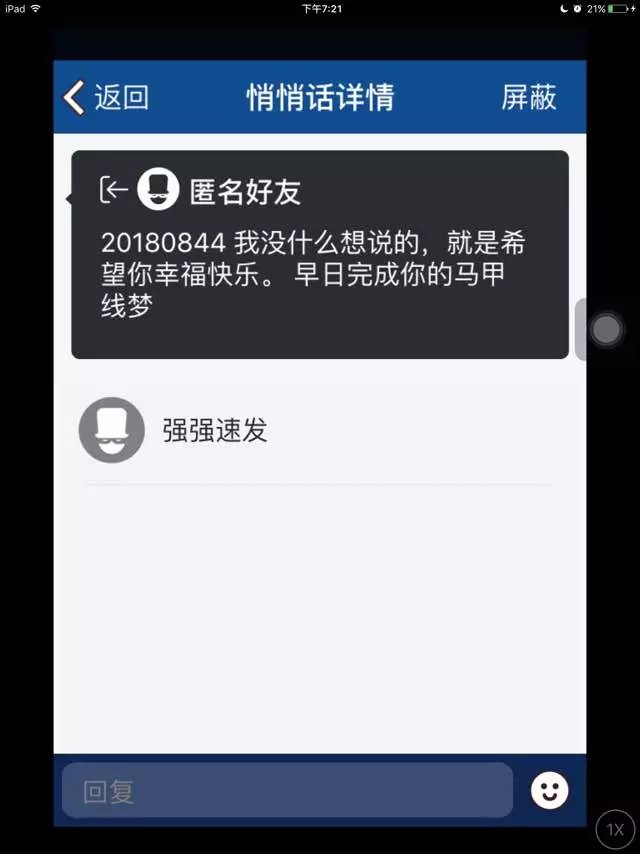 iPad 下午7:21 21%
返回 悄悄话详情 屏蔽
匿名好友
20180844 我没什么想说的，就是希
望你幸福快乐。 早日完成你的马甲
线梦
强强速发
回复
1X